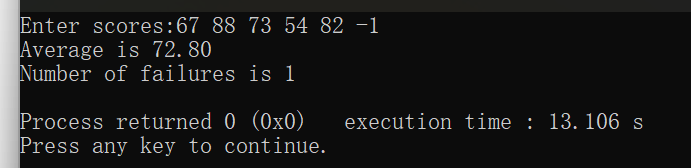 Enter scores:67 88 73 54 82 -1
Average is 72.80
Number of failures is 1
Process returned 0 (0x0)   execution time : 13.106 s
Press any key to continue.